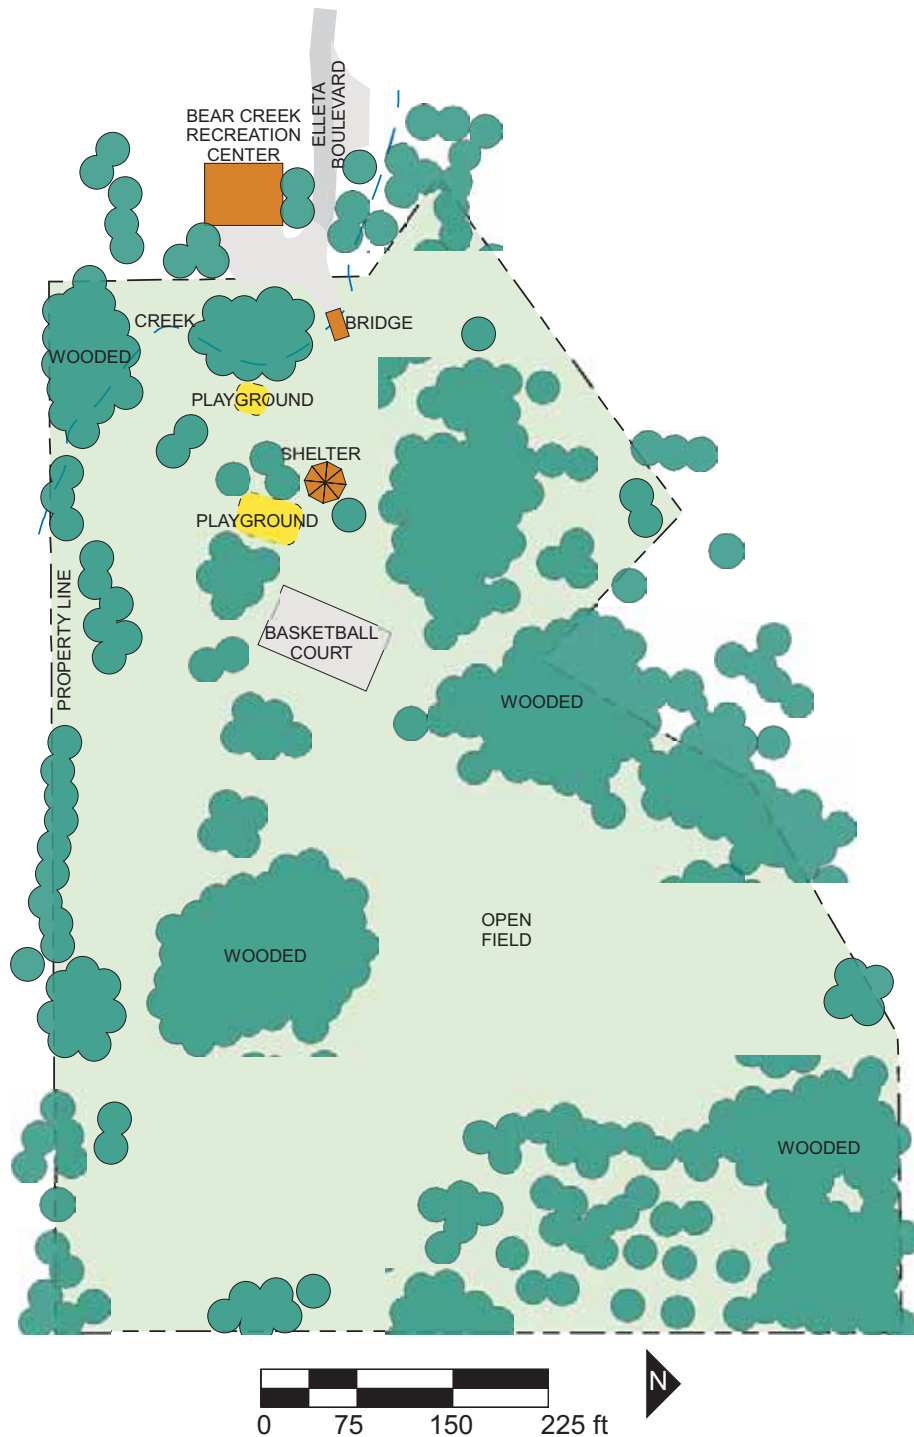 ELLETA
BOULEVARD
BEAR CREEK
RECREATION
CENTER
CREEK
BRIDGE
WOODED
PLAYGROUND
SHELTER
PLAYGROUND
PROPERTY LINE
BASKETBALL
COURT
WOODED
OPEN
FIELD
WOODED
WOODED
N
0 75 150 225 ft